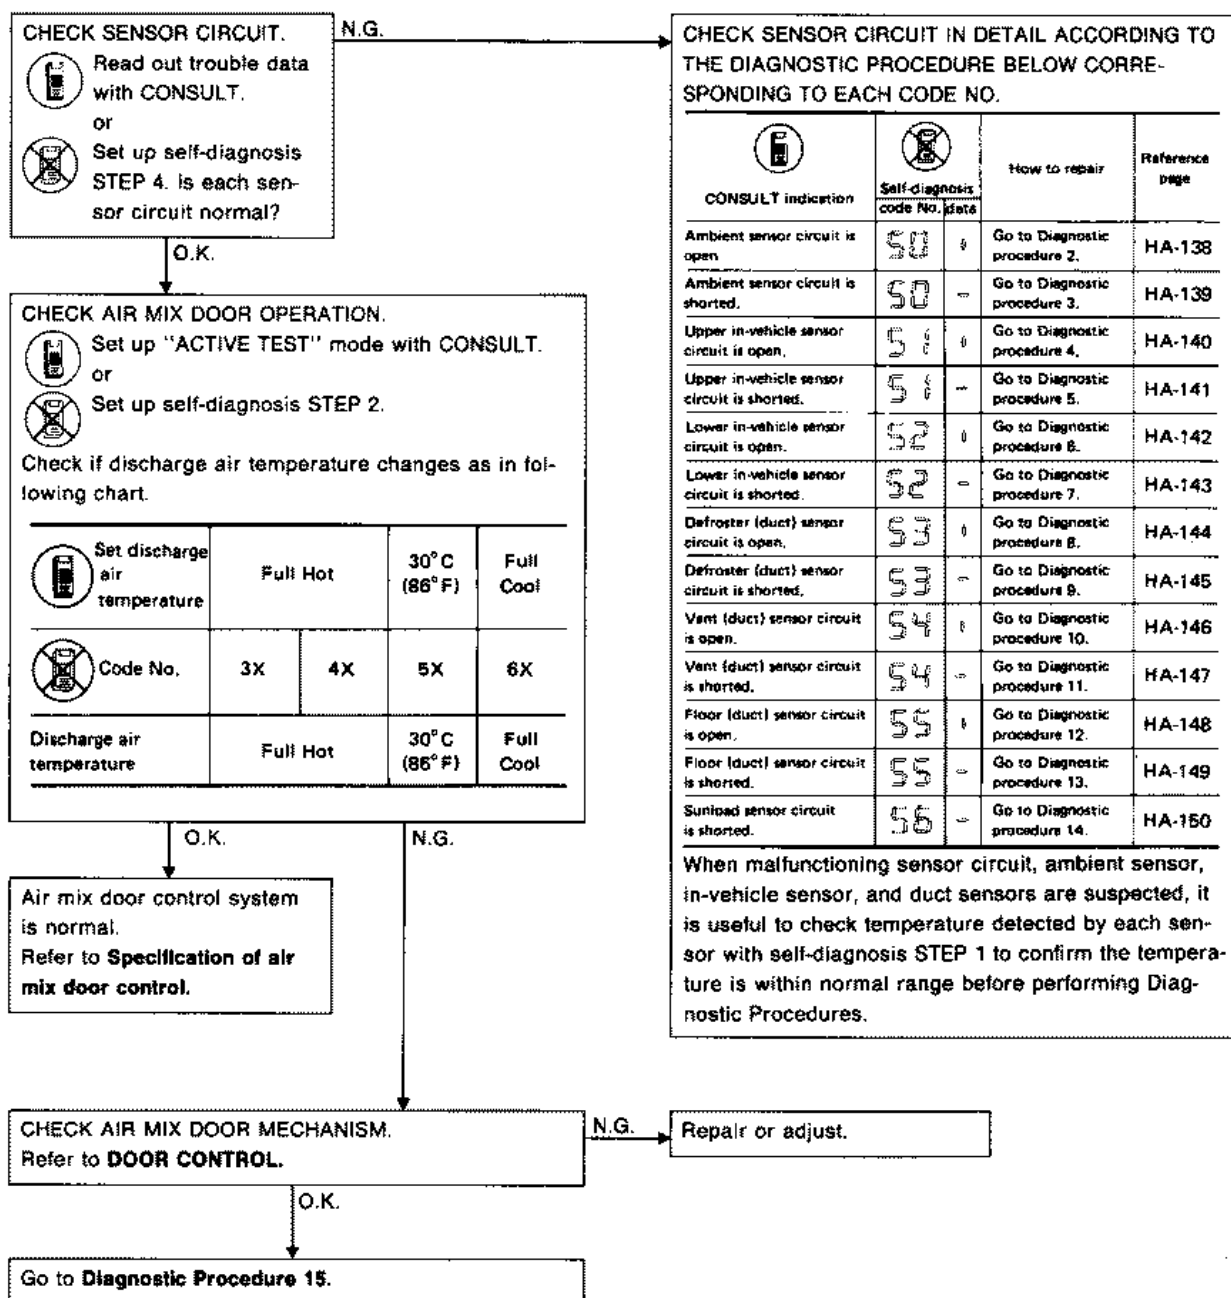 CHECK SENSOR CIRCUIT.
Read out trouble data
with CONSULT.
or
Set up self-diagnosis
STEP 4. Is each sen-
sor circuit normal?
N.G.
O.K.
CHECK SENSOR CIRCUIT IN DETAIL ACCORDING TO
THE DIAGNOSTIC PROCEDURE BELOW CORRE-
SPONDING TO EACH CODE NO.
CONSULT indication
Self-diagnosis
code No. data
How to repair
Reference
page
Ambient sensor circuit is
open
50
Go to Diagnostic
procedure 2.
HA-138
Ambient sensor circuit is
shorted.
50 -
Go to Diagnostic
procedure 3.
HA-139
Upper in-vehicle sensor
circuit is open.
51
Go to Diagnostic
procedure 4.
HA-140
Upper in-vehicle sensor
circuit is shorted.
51 -
Go to Diagnostic
procedure 5.
HA-141
Lower in-vehicle sensor
circuit is open.
52
Go to Diagnostic
procedure 6.
HA-142
Lower in-vehicle sensor
circuit is shorted.
52 -
Go to Diagnostic
procedure 7.
HA-143
Defroster (duct) sensor
circuit is open.
53
Go to Diagnostic
procedure 8.
HA-144
Defroster (duct) sensor
circuit is shorted.
53 -
Go to Diagnostic
procedure 9.
HA-145
Vent (duct) sensor circuit
is open.
54
Go to Diagnostic
procedure 10.
HA-146
Vent (duct) sensor circuit
is shorted.
54 -
Go to Diagnostic
procedure 11.
HA-147
Floor (duct) sensor circuit
is open.
55
Go to Diagnostic
procedure 12.
HA-148
Floor (duct) sensor circuit
is shorted.
55 -
Go to Diagnostic
procedure 13.
HA-149
Sunload sensor circuit
is shorted.
56 -
Go to Diagnostic
procedure 14.
HA-150
When malfunctioning sensor circuit, ambient sensor,
in-vehicle sensor, and duct sensors are suspected, it
is useful to check temperature detected by each sen-
sor with self-diagnosis STEP 1 to confirm the tempera-
ture is within normal range before performing Diag-
nostic Procedures.
CHECK AIR MIX DOOR OPERATION.
Set up "ACTIVE TEST" mode with CONSULT.
or
Set up self-diagnosis STEP 2.
Check if discharge air temperature changes as in fol-
lowing chart.
Set discharge
air
temperature
Full Hot
30°C
(86°F)
Full
Cool
Code No.
3X 4X 5X 6X
Discharge air
temperature
Full Hot
30°C
(86°F)
Full
Cool
O.K.
N.G.
Air mix door control system
is normal.
Refer to Specification of air
mix door control.
CHECK AIR MIX DOOR MECHANISM.
Refer to DOOR CONTROL.
N.G.
Repair or adjust.
O.K.
Go to Diagnostic Procedure 15.